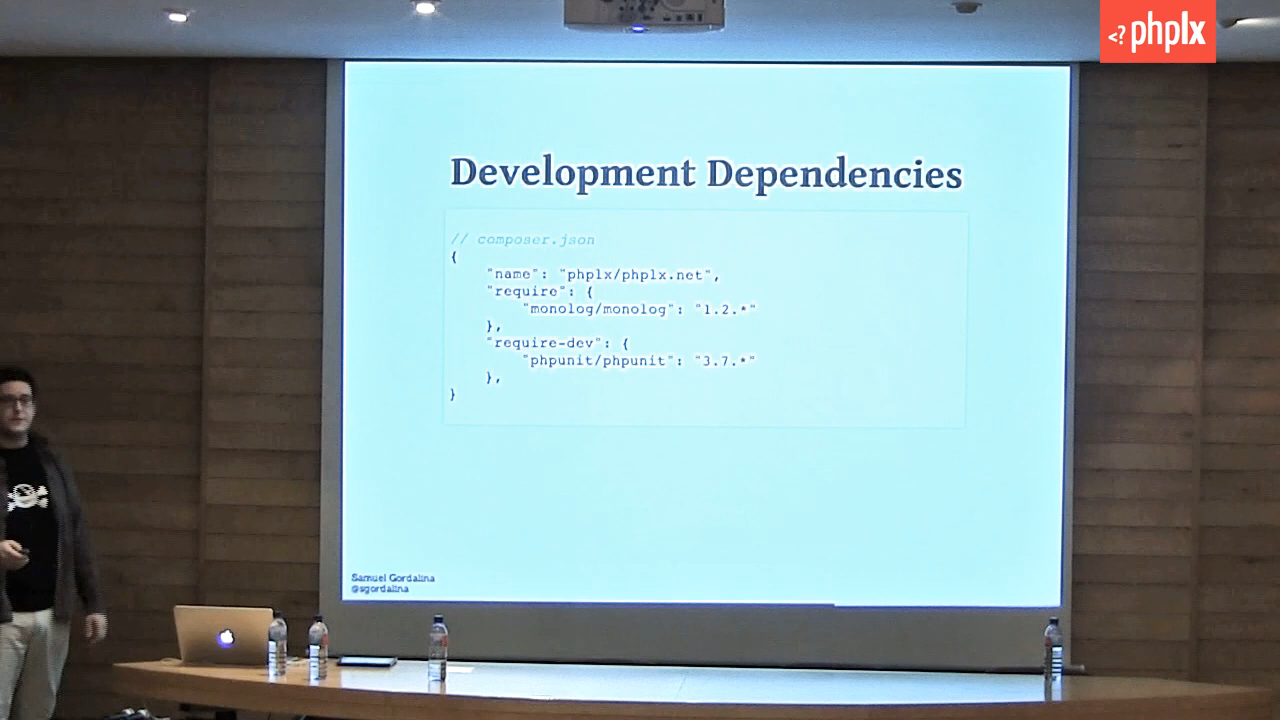 <? phplx
Development Dependencies
// composer.json
{
    "name": "phplx/phplx.net",
    "require": {
        "monolog/monolog": "1.2.*"
    },
    "require-dev": {
        "phpunit/phpunit": "3.7.*"
    },
}
Samuel Gordalina
@sgordalina